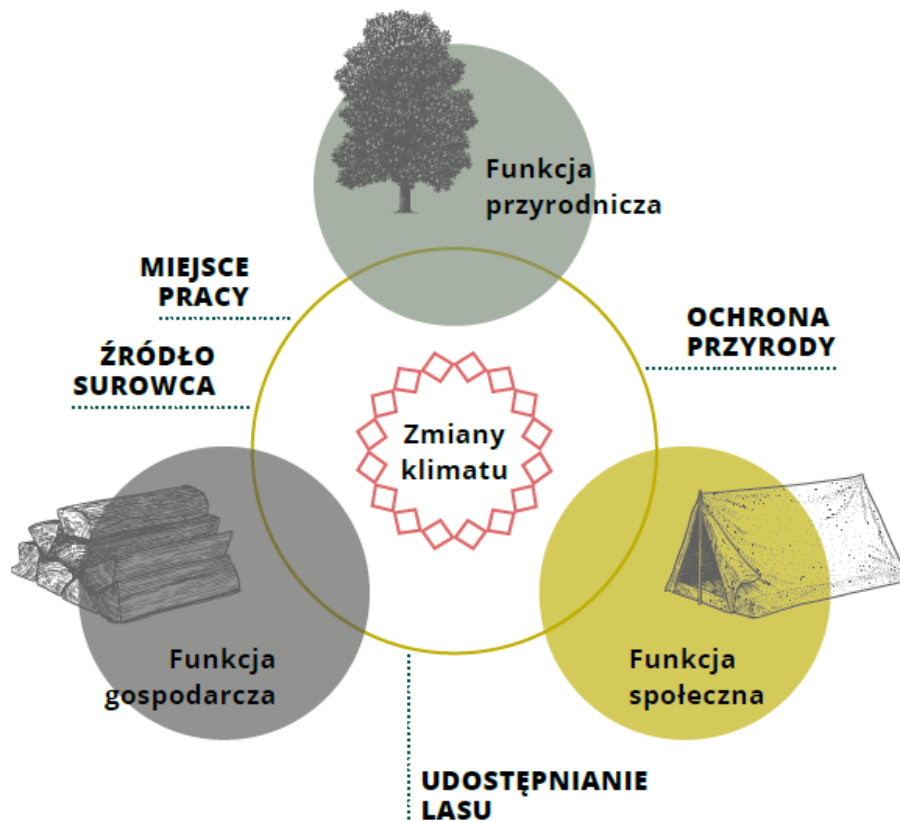 Funkcja
przyrodnicza
MIEJSCE
PRACY
OCHRONA
PRZYRODY
ŹRÓDŁO
SUROWCA
Zmiany
klimatu
Funkcja
gospodarcza
Funkcja
społeczna
UDOSTĘPNIANIE
LASU